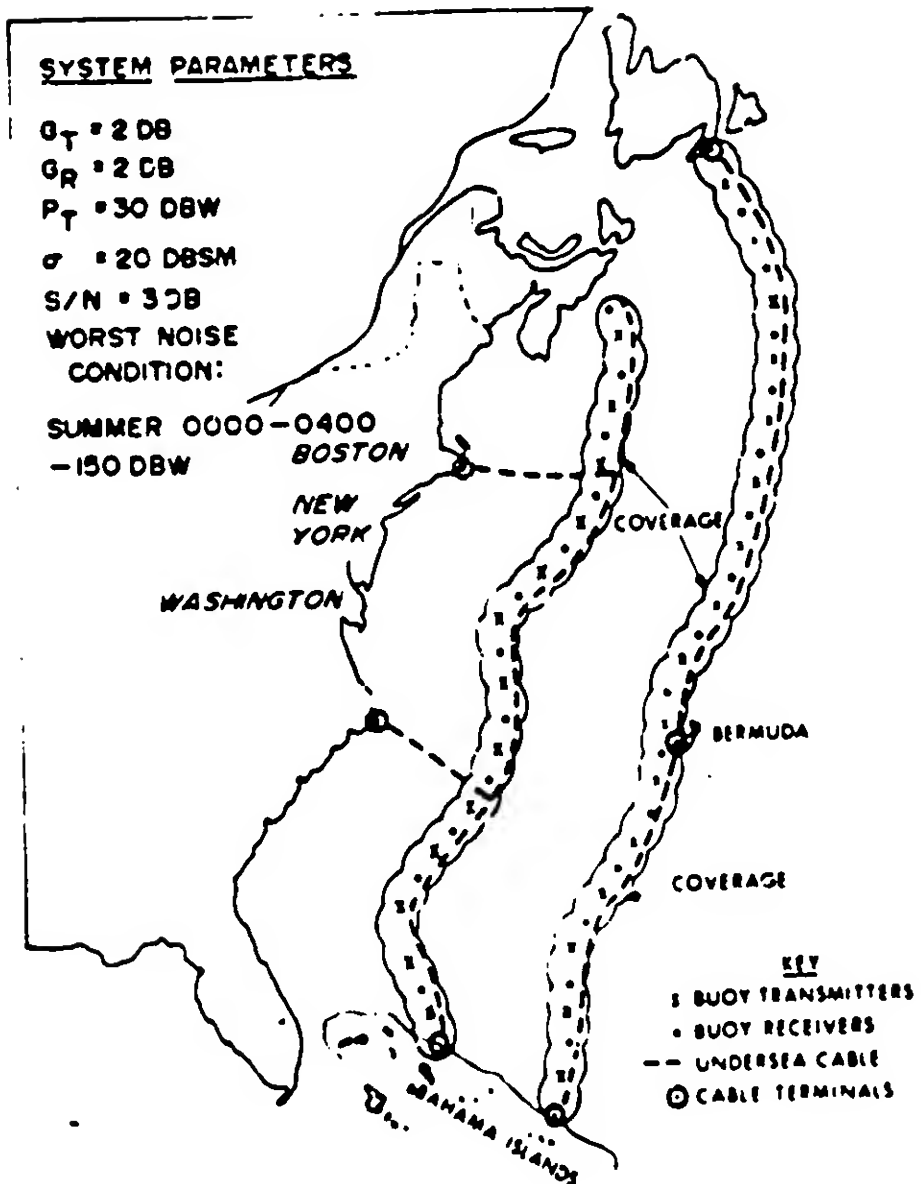 SYSTEM PARAMETERS
G_T = 2 DB
G_R = 2 DB
P_T = 30 DBW
σ = 20 DBSM
S/N = 3 DB
WORST NOISE
CONDITION:
SUMMER 0000-0400
-150 DBW
BOSTON
NEW
YORK
WASHINGTON
COVERAGE
BERMUDA
COVERAGE
BAHAMA ISLANDS
KEY
x BUOY TRANSMITTERS
• BUOY RECEIVERS
-- UNDERSEA CABLE
⊙ CABLE TERMINALS